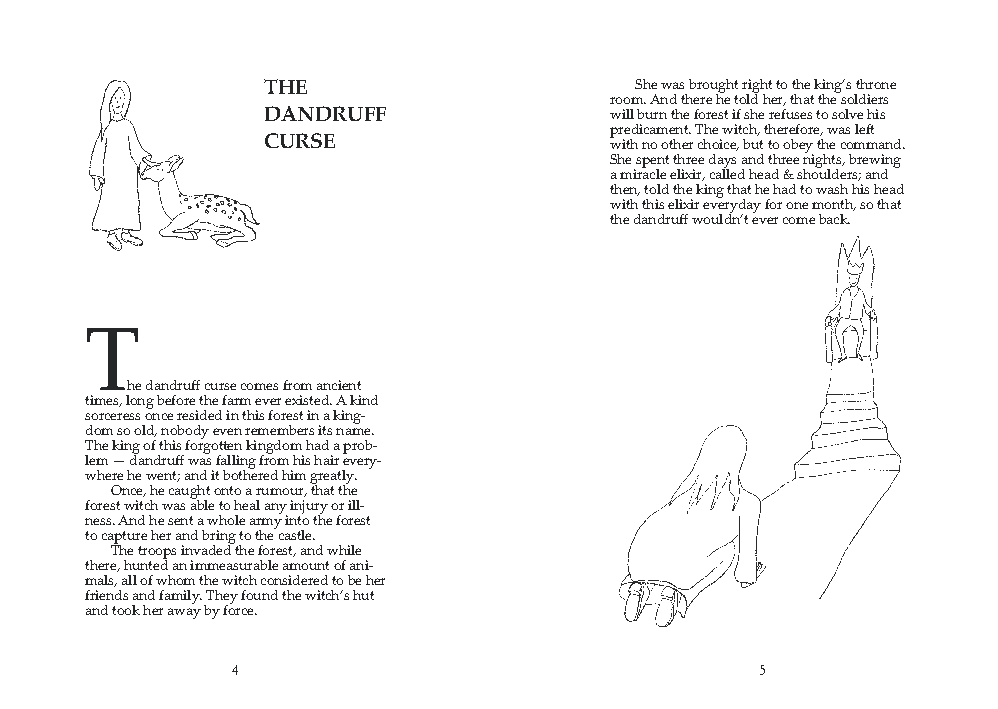 THE
DANDRUFF
CURSE
The dandruff curse comes from ancient
times, long before the farm ever existed. A kind
sorceress once resided in this forest in a king-
dom so old, nobody even remembers its name.
The king of this forgotten kingdom had a prob-
lem — dandruff was falling from his hair every-
where he went; and it bothered him greatly.
Once, he caught onto a rumour, that the
forest witch was able to heal any injury or ill-
ness. And he sent a whole army into the forest
to capture her and bring to the castle.
The troops invaded the forest, and while
there, hunted an immeasurable amount of ani-
mals, all of whom the witch considered to be her
friends and family. They found the witch's hut
and took her away by force.
4
She was brought right to the king's throne
room. And there he told her, that the soldiers
will burn the forest if she refuses to solve his
predicament. The witch, therefore, was left
with no other choice, but to obey the command.
She spent three days and three nights, brewing
a miracle elixir, called head & shoulders; and
then, told the king that he had to wash his head
with this elixir everyday for one month, so that
the dandruff wouldn't ever come back.
5